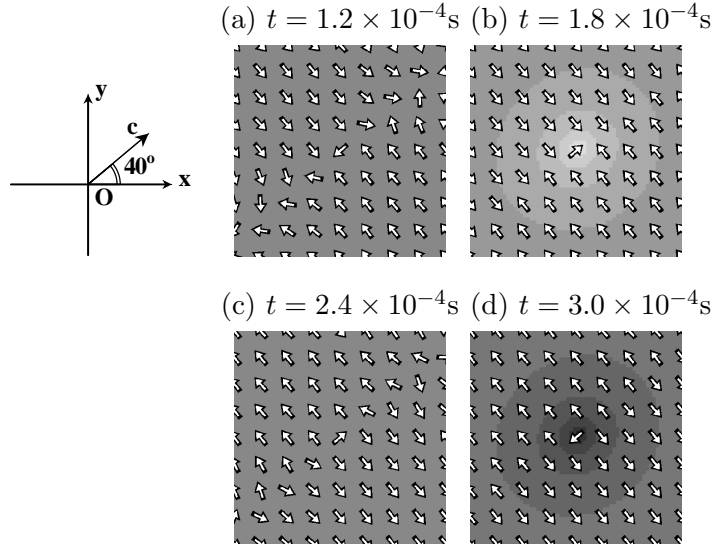 (a) t = 1.2 × 10⁻⁴s
(b) t = 1.8 × 10⁻⁴s
y
c
40°
x
O
(c) t = 2.4 × 10⁻⁴s
(d) t = 3.0 × 10⁻⁴s